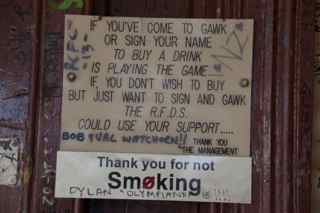 IF YOU'VE COME TO GAWK
OR SIGN YOUR NAME
TO BUY A DRINK
IS PLAYING THE GAME
IF, YOU DON'T WISH TO BUY
BUT JUST WANT TO SIGN AND GAWK
THE R.F.D.S.
COULD USE YOUR SUPPORT.....
THANK YOU
THE MANAGEMENT
Thank you for not
Smoking
DYLAN